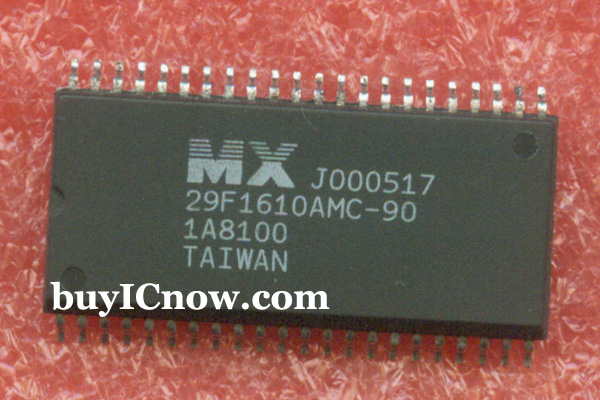 MX J000517
29F1610AMC-90
1A8100
TAIWAN
buyICnow.com